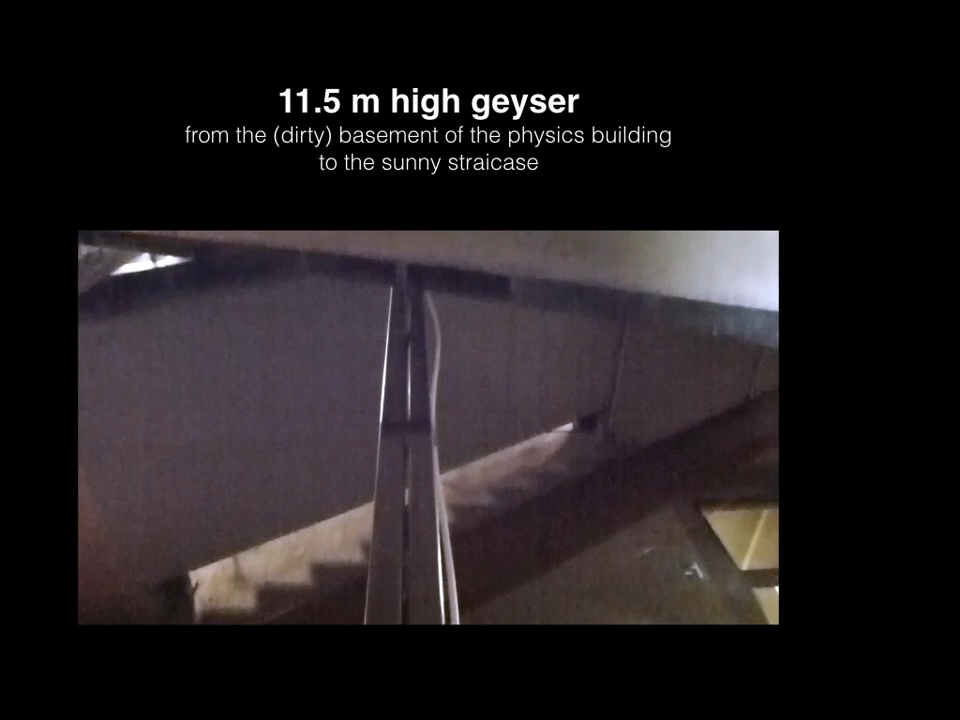 11.5 m high geyser
from the (dirty) basement of the physics building
to the sunny straicase